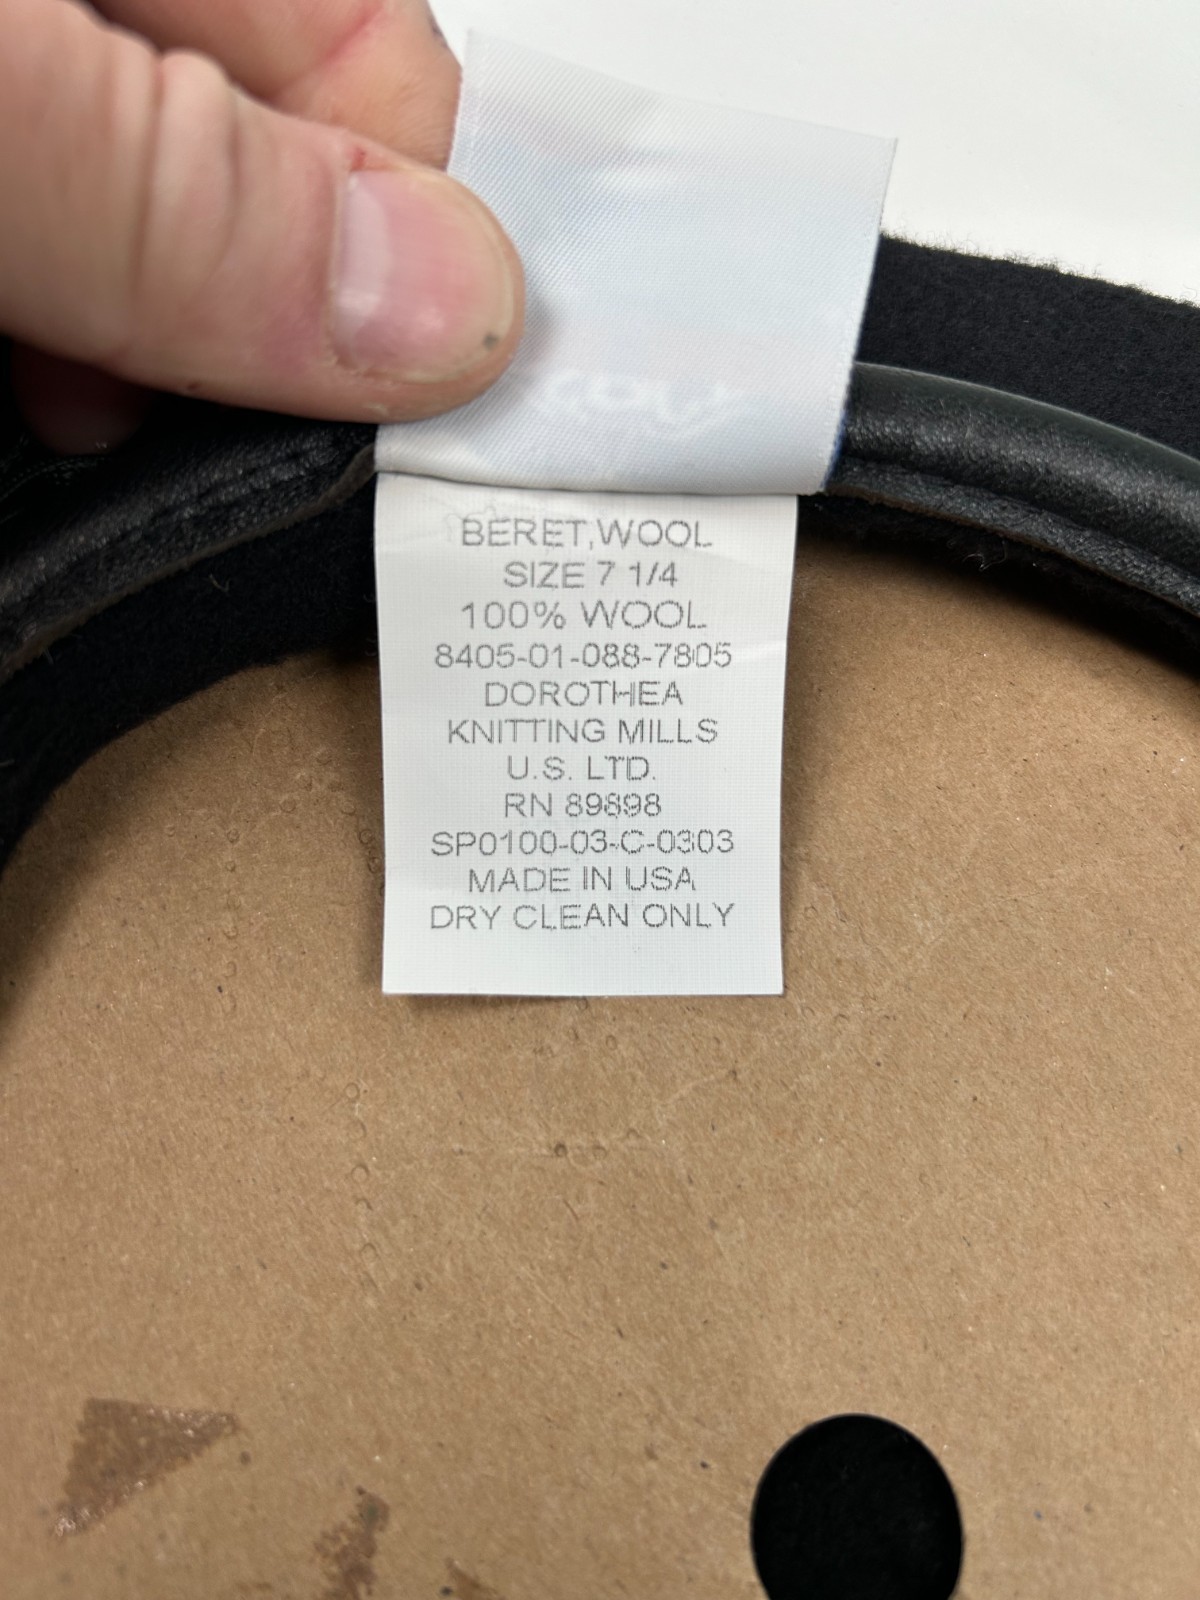 BERET,WOOL
SIZE 7 1/4
100% WOOL
8405-01-088-7805
DOROTHEA
KNITTING MILLS
U.S. LTD.
RN 89898
SP0100-03-C-0303
MADE IN USA
DRY CLEAN ONLY